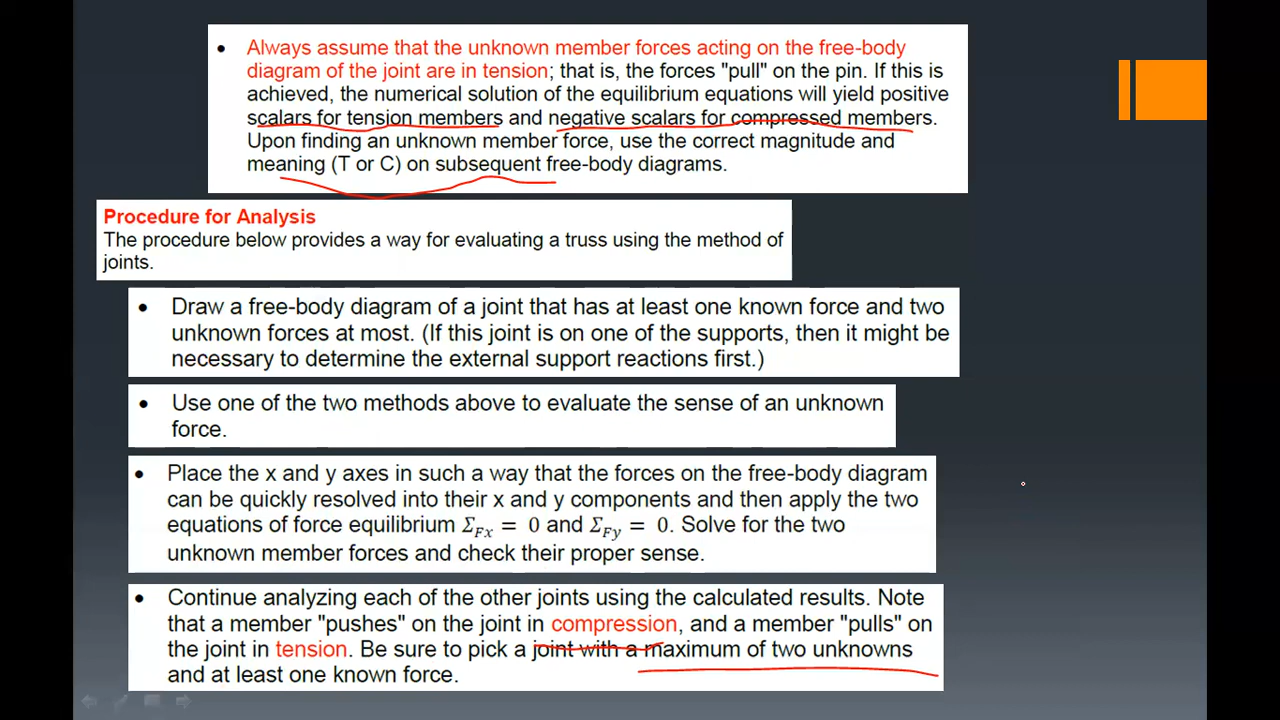 • Always assume that the unknown member forces acting on the free-body
diagram of the joint are in tension; that is, the forces "pull" on the pin. If this is
achieved, the numerical solution of the equilibrium equations will yield positive
scalars for tension members and negative scalars for compressed members.
Upon finding an unknown member force, use the correct magnitude and
meaning (T or C) on subsequent free-body diagrams.
Procedure for Analysis
The procedure below provides a way for evaluating a truss using the method of
joints.
• Draw a free-body diagram of a joint that has at least one known force and two
unknown forces at most. (If this joint is on one of the supports, then it might be
necessary to determine the external support reactions first.)
• Use one of the two methods above to evaluate the sense of an unknown
force.
• Place the x and y axes in such a way that the forces on the free-body diagram
can be quickly resolved into their x and y components and then apply the two
equations of force equilibrium Σ_Fx = 0 and Σ_Fy = 0. Solve for the two
unknown member forces and check their proper sense.
• Continue analyzing each of the other joints using the calculated results. Note
that a member "pushes" on the joint in compression, and a member "pulls" on
the joint in tension. Be sure to pick a joint with a maximum of two unknowns
and at least one known force.